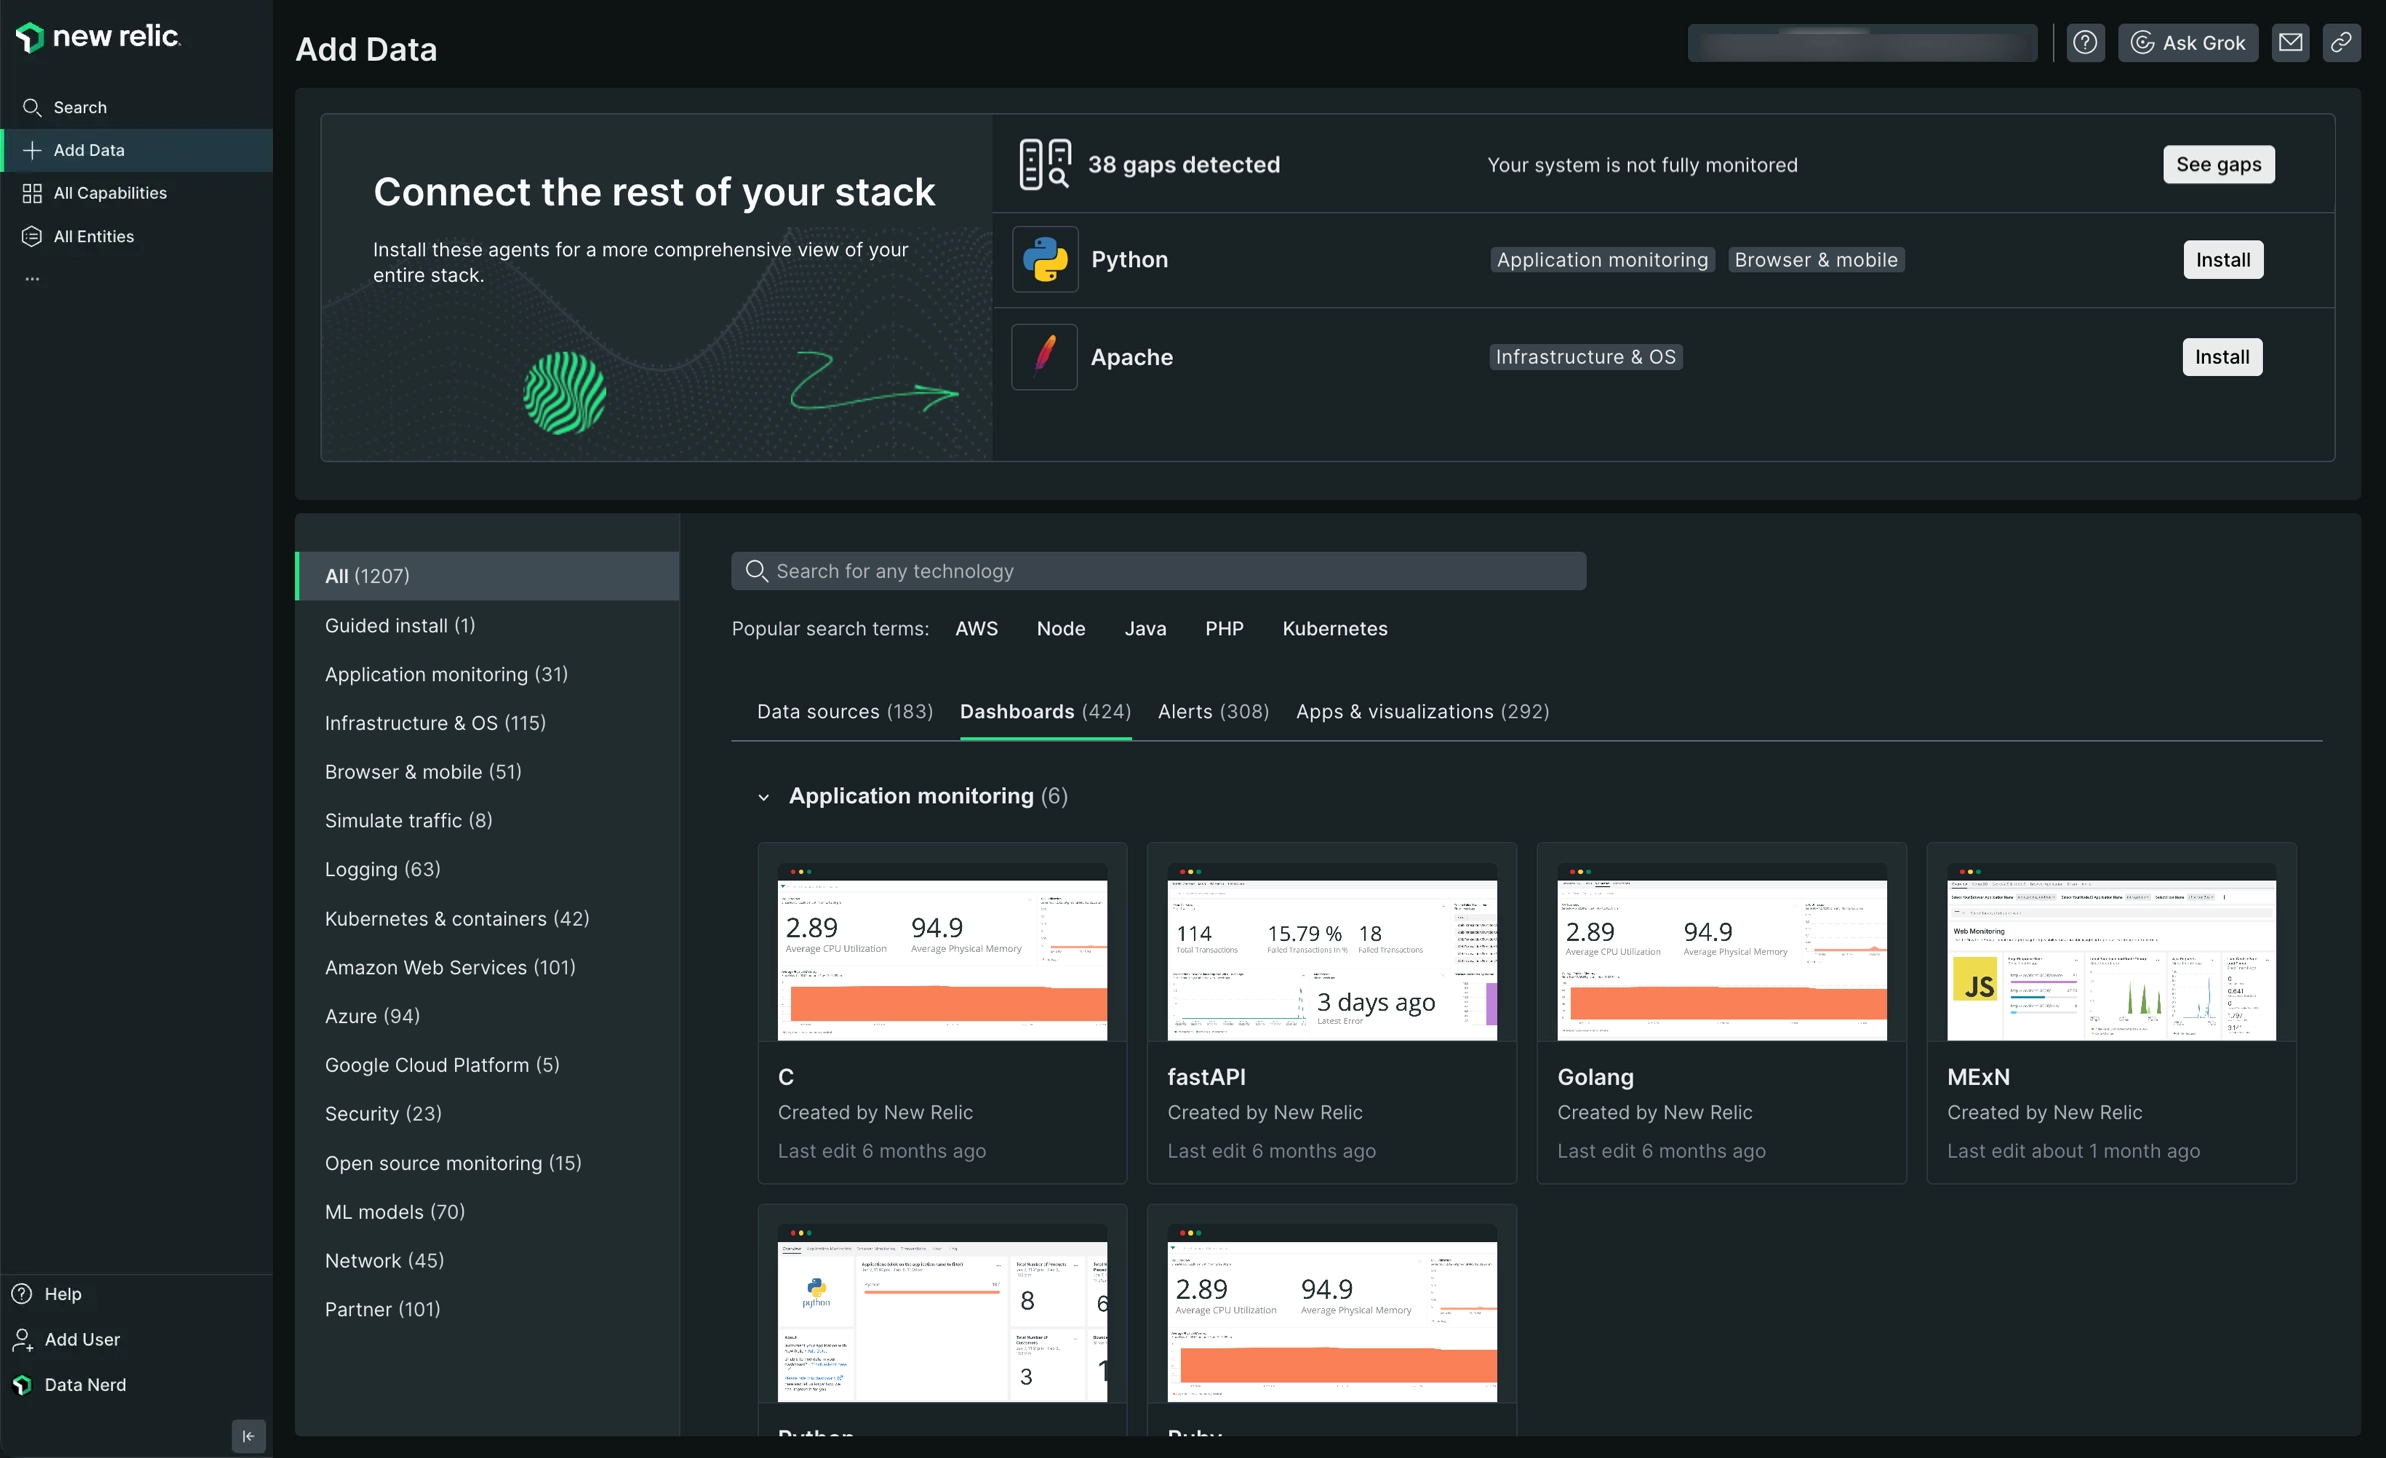 new relic.
Search
Add Data
All Capabilities
All Entities
...
Help
Add User
Data Nerd
Add Data
Ask Grok
Connect the rest of your stack
Install these agents for a more comprehensive view of your
entire stack.
38 gaps detected
Your system is not fully monitored
See gaps
Python
Application monitoring
Browser & mobile
Install
Apache
Infrastructure & OS
Install
All (1207)
Guided install (1)
Application monitoring (31)
Infrastructure & OS (115)
Browser & mobile (51)
Simulate traffic (8)
Logging (63)
Kubernetes & containers (42)
Amazon Web Services (101)
Azure (94)
Google Cloud Platform (5)
Security (23)
Open source monitoring (15)
ML models (70)
Network (45)
Partner (101)
Search for any technology
Popular search terms: AWS Node Java PHP Kubernetes
Data sources (183) Dashboards (424) Alerts (308) Apps & visualizations (292)
Application monitoring (6)
2.89
Average CPU Utilization
94.9
Average Physical Memory
C
Created by New Relic
Last edit 6 months ago
114
Total Transactions
15.79 %
Failed Transactions In %
18
Failed Transactions
3 days ago
Latest Error
fastAPI
Created by New Relic
Last edit 6 months ago
2.89
Average CPU Utilization
94.9
Average Physical Memory
Golang
Created by New Relic
Last edit 6 months ago
Web Monitoring
JS
MExN
Created by New Relic
Last edit about 1 month ago
python
8
3
Python
2.89
Average CPU Utilization
94.9
Average Physical Memory
Ruby